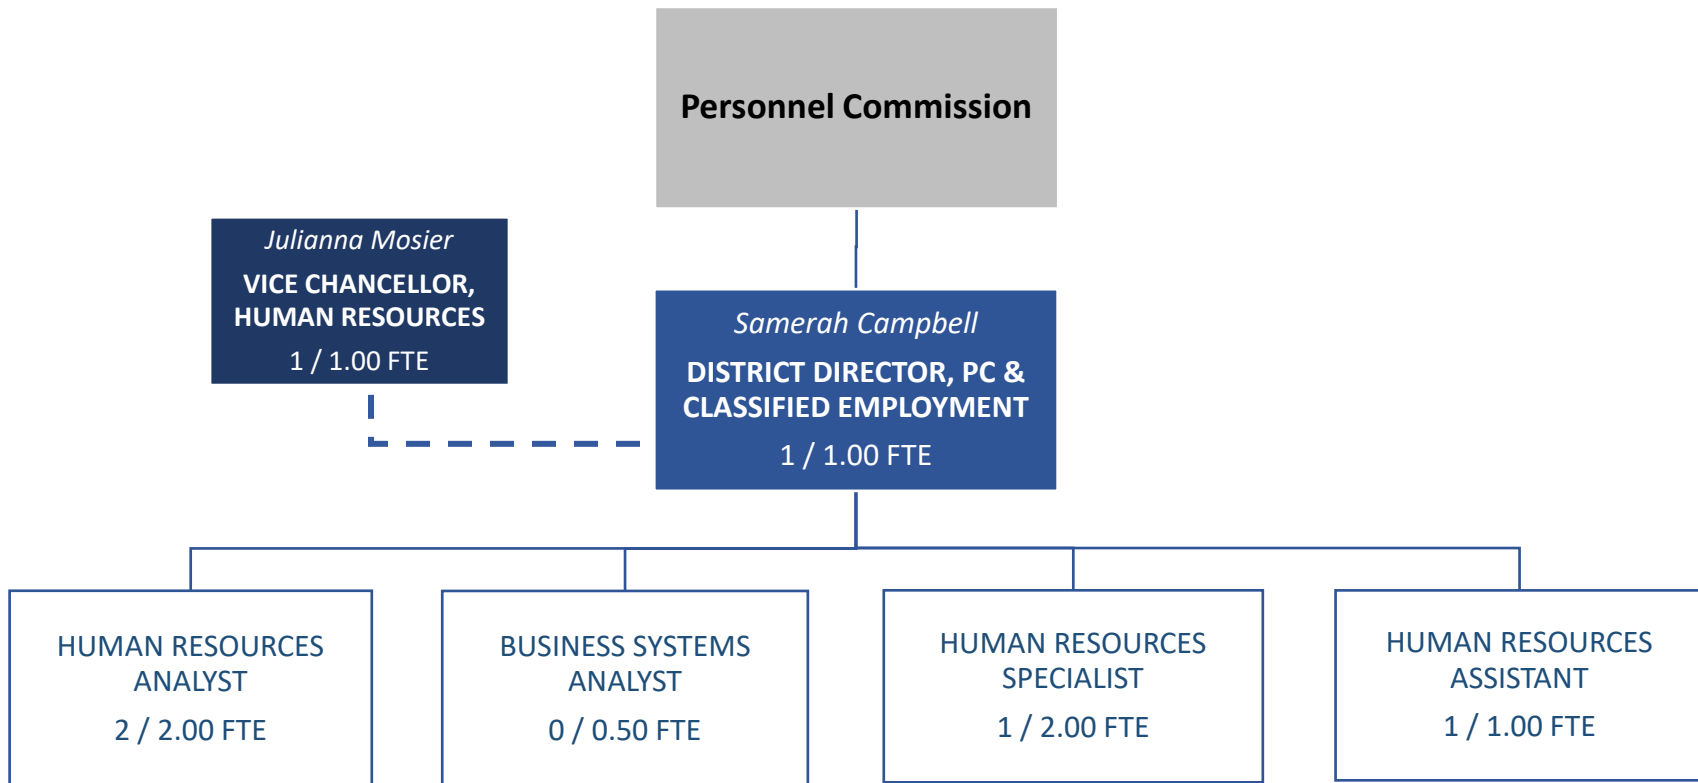 Personnel Commission
Julianna Mosier
VICE CHANCELLOR,
HUMAN RESOURCES
1 / 1.00 FTE
Samerah Campbell
DISTRICT DIRECTOR, PC &
CLASSIFIED EMPLOYMENT
1 / 1.00 FTE
HUMAN RESOURCES
ANALYST
2 / 2.00 FTE
BUSINESS SYSTEMS
ANALYST
0 / 0.50 FTE
HUMAN RESOURCES
SPECIALIST
1 / 2.00 FTE
HUMAN RESOURCES
ASSISTANT
1 / 1.00 FTE